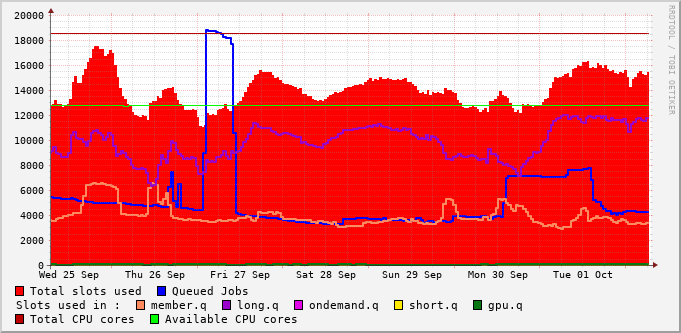 RRDTOOL / TOBI OETIKER
20000
18000
16000
14000
12000
10000
8000
6000
4000
2000
0
Wed 25 Sep Thu 26 Sep Fri 27 Sep Sat 28 Sep Sun 29 Sep Mon 30 Sep Tue 01 Oct
Total slots used Queued Jobs
Slots used in : member.q long.q ondemand.q short.q gpu.q
Total CPU cores Available CPU cores